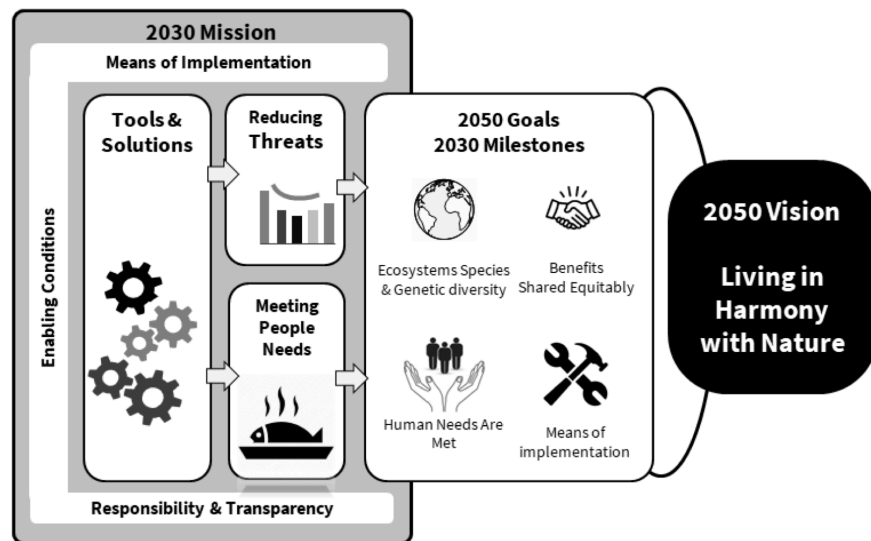 2030 Mission
Means of Implementation
Enabling Conditions
Tools &
Solutions
Reducing
Threats
Meeting
People
Needs
Responsibility & Transparency
2050 Goals
2030 Milestones
Ecosystems Species
& Genetic diversity
Benefits
Shared Equitably
Human Needs Are
Met
Means of
implementation
2050 Vision
Living in
Harmony
with Nature